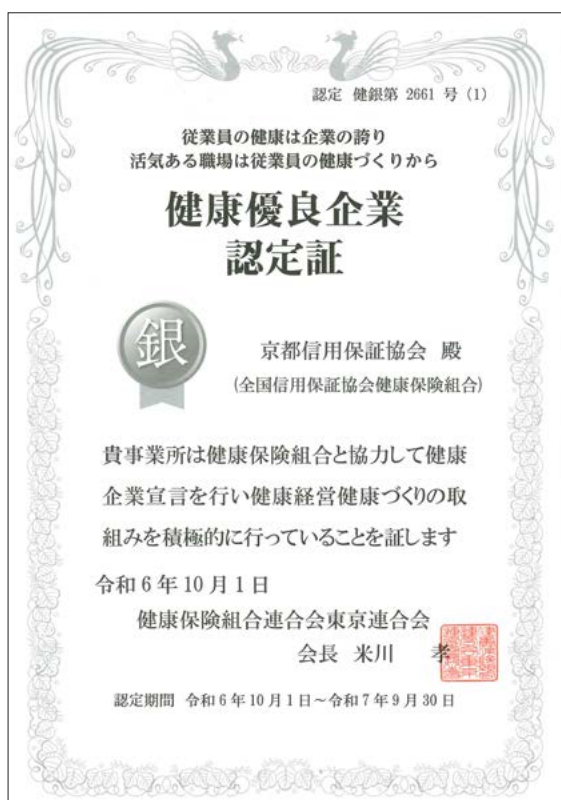 認定 健銀第 2661 号 (1)
従業員の健康は企業の誇り
活気ある職場は従業員の健康づくりから
健康優良企業
認定証
銀
京都信用保証協会 殿
(全国信用保証協会健康保険組合)
貴事業所は健康保険組合と協力して健康
企業宣言を行い健康経営健康づくりの取
組みを積極的に行っていることを証します
令和6年10月1日
健康保険組合連合会東京連合会
会長 米川 孝
認定期間 令和6年10月1日~令和7年9月30日